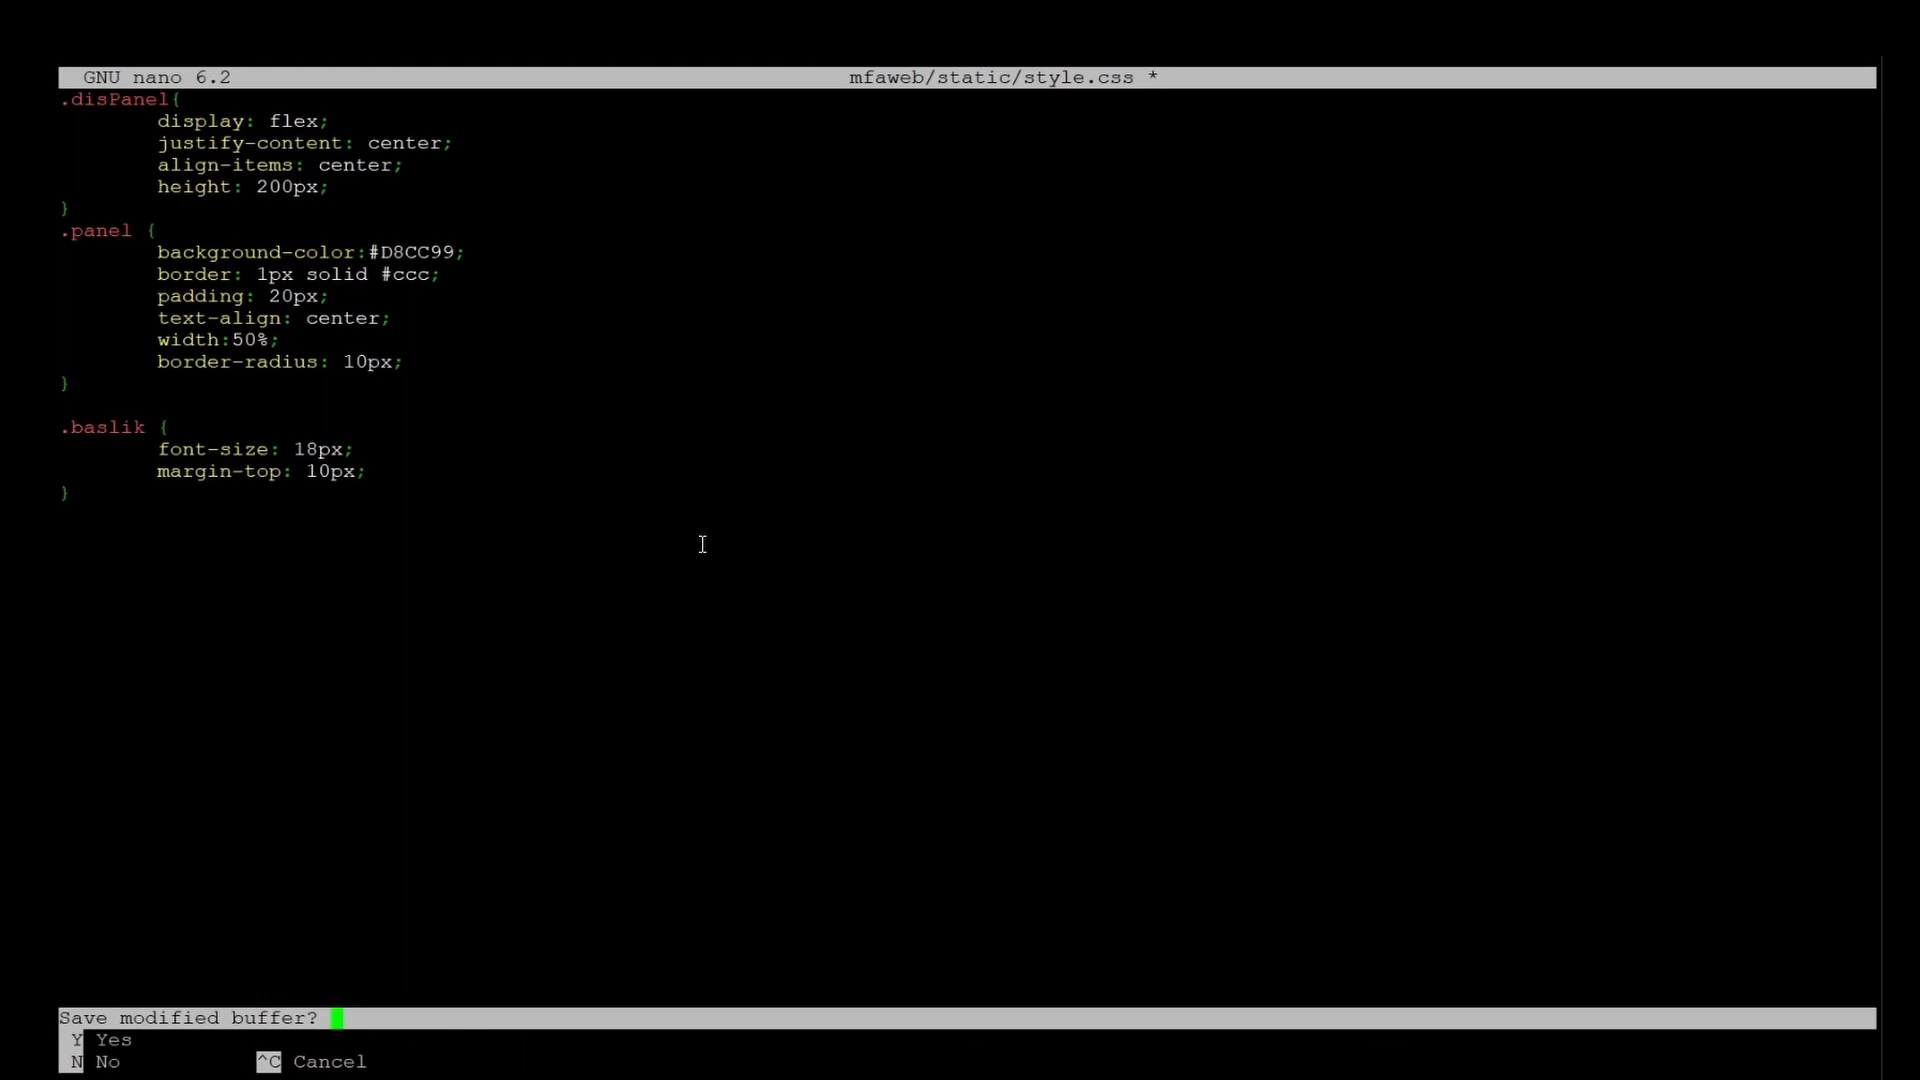 GNU nano 6.2 mfaweb/static/style.css *
.disPanel{
display: flex;
justify-content: center;
align-items: center;
height: 200px;
}
.panel {
background-color:#D8CC99;
border: 1px solid #ccc;
padding: 20px;
text-align: center;
width:50%;
border-radius: 10px;
}
.baslik {
font-size: 18px;
margin-top: 10px;
}
Save modified buffer?
Y Yes
N No ^C Cancel